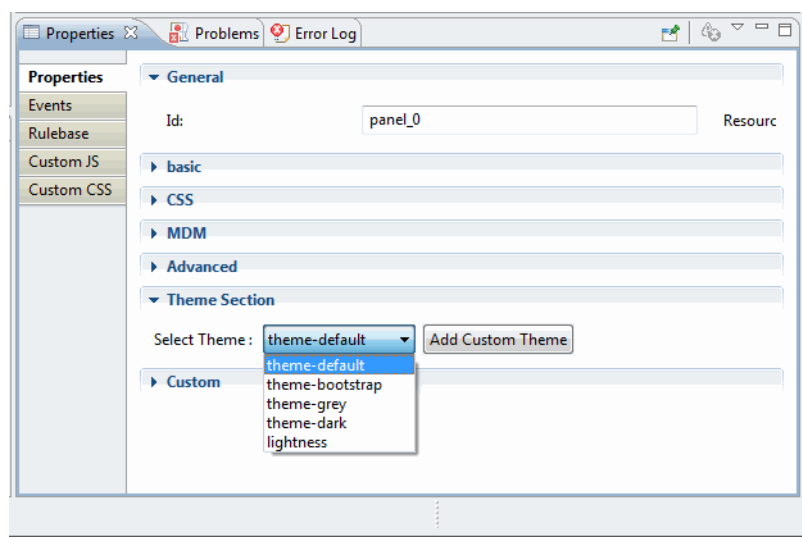 Properties Problems Error Log
Properties
Events
Rulebase
Custom JS
Custom CSS
General
Id: panel_0 Resourc
basic
CSS
MDM
Advanced
Theme Section
Select Theme : theme-default Add Custom Theme
theme-default
theme-bootstrap
theme-grey
theme-dark
lightness
Custom